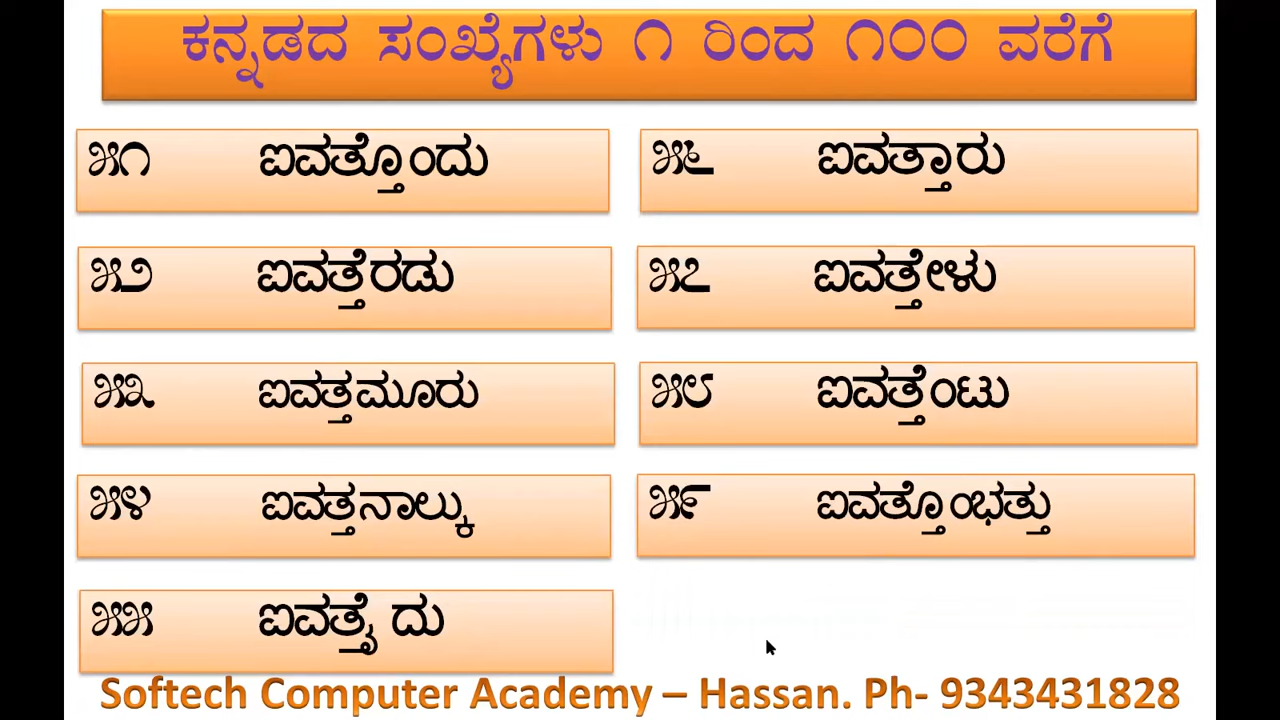 ಕನ್ನಡದ ಸಂಖ್ಯೆಗಳು ೧ ರಿಂದ ೧೦೦ ವರೆಗೆ
೫೧ ಐವತ್ತೊಂದು
೫೨ ಐವತ್ತೆರಡು
೫೩ ಐವತ್ತಮೂರು
೫೪ ಐವತ್ತನಾಲ್ಕು
೫೫ ಐವತ್ತೈದು
೫೬ ಐವತ್ತಾರು
೫೭ ಐವತ್ತೇಳು
೫೮ ಐವತ್ತೆಂಟು
೫೯ ಐವತ್ತೊಂಭತ್ತು
Softech Computer Academy – Hassan. Ph- 9343431828